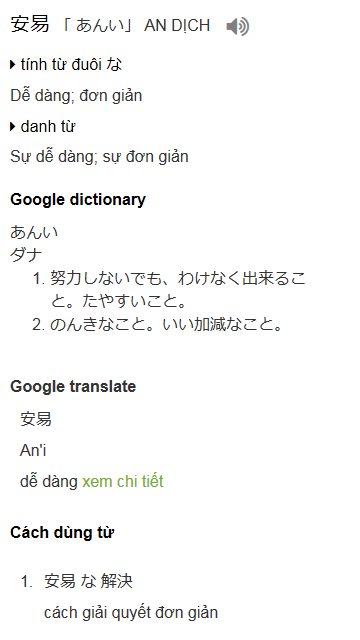 安易 「 あんい」 AN DỊCH
tính từ đuôi な
Dễ dàng; đơn giản
danh từ
Sự dễ dàng; sự đơn giản
Google dictionary
あんい
ダナ
1. 努力しないでも、わけなく出来るこ
と。たやすいこと。
2. のんきなこと。いい加減なこと。
Google translate
安易
An'i
dễ dàng xem chi tiết
Cách dùng từ
1. 安易 な 解決
cách giải quyết đơn giản